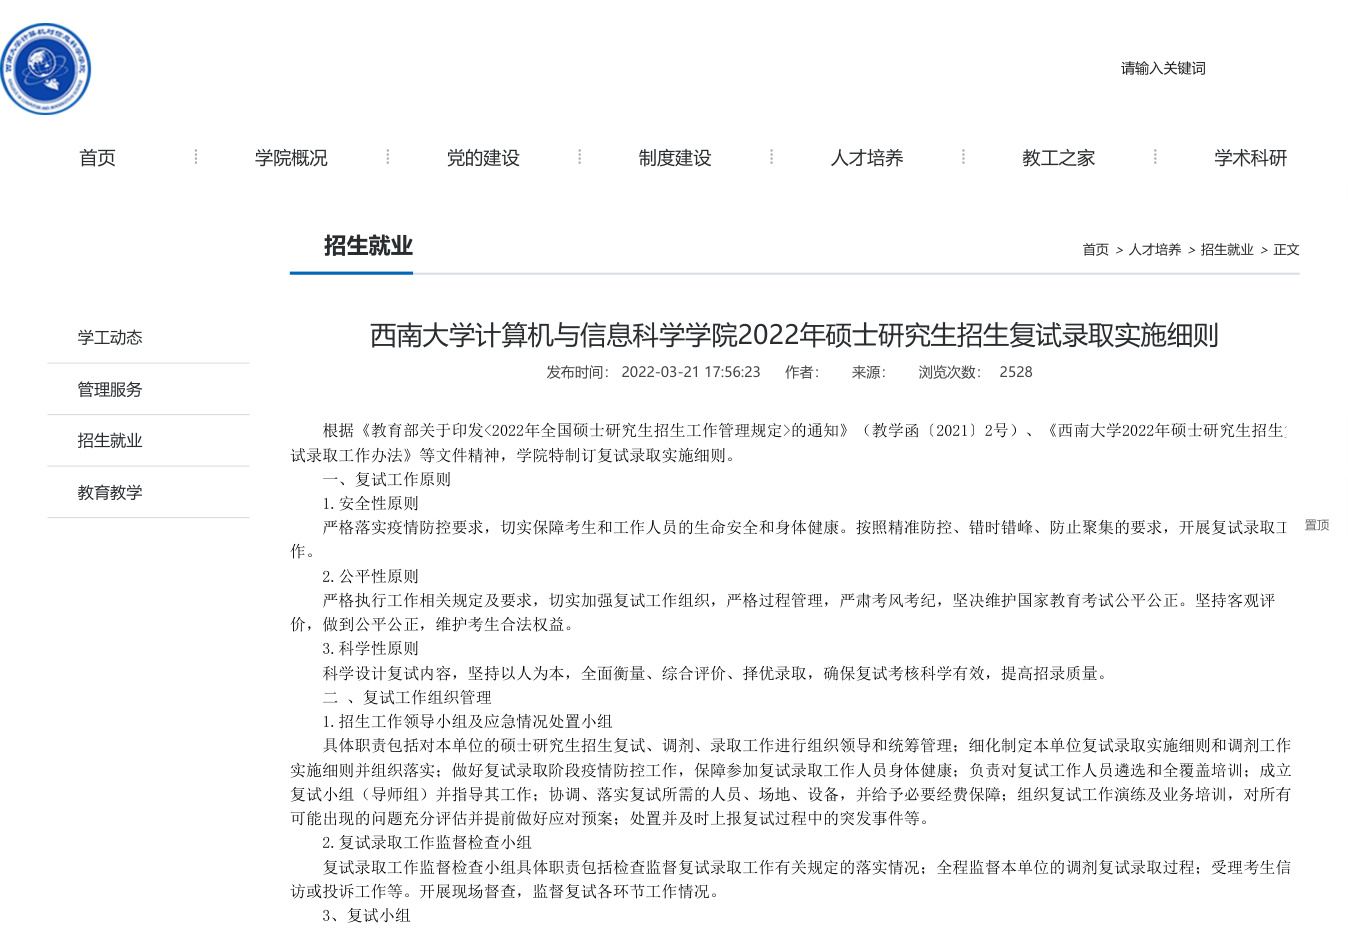 请输入关键词
首页
学院概况
党的建设
制度建设
人才培养
教工之家
学术科研
招生就业
首页 > 人才培养 > 招生就业 > 正文
学工动态
管理服务
招生就业
教育教学
西南大学计算机与信息科学学院2022年硕士研究生招生复试录取实施细则
发布时间： 2022-03-21 17:56:23 作者： 来源： 浏览次数： 2528
根据《教育部关于印发<2022年全国硕士研究生招生工作管理规定>的通知》（教学函〔2021〕2号）、《西南大学2022年硕士研究生招生
试录取工作办法》等文件精神，学院特制订复试录取实施细则。
一、复试工作原则
1.安全性原则
严格落实疫情防控要求，切实保障考生和工作人员的生命安全和身体健康。按照精准防控、错时错峰、防止聚集的要求，开展复试录取工
作。
置顶
2.公平性原则
严格执行工作相关规定及要求，切实加强复试工作组织，严格过程管理，严肃考风考纪，坚决维护国家教育考试公平公正。坚持客观评
价，做到公平公正，维护考生合法权益。
3.科学性原则
科学设计复试内容，坚持以人为本，全面衡量、综合评价、择优录取，确保复试考核科学有效，提高招录质量。
二 、复试工作组织管理
1.招生工作领导小组及应急情况处置小组
具体职责包括对本单位的硕士研究生招生复试、调剂、录取工作进行组织领导和统筹管理；细化制定本单位复试录取实施细则和调剂工作
实施细则并组织落实；做好复试录取阶段疫情防控工作，保障参加复试录取工作人员身体健康；负责对复试工作人员遴选和全覆盖培训；成立
复试小组（导师组）并指导其工作；协调、落实复试所需的人员、场地、设备，并给予必要经费保障；组织复试工作演练及业务培训，对所有
可能出现的问题充分评估并提前做好应对预案；处置并及时上报复试过程中的突发事件等。
2.复试录取工作监督检查小组
复试录取工作监督检查小组具体职责包括检查监督复试录取工作有关规定的落实情况；全程监督本单位的调剂复试录取过程；受理考生信
访或投诉工作等。开展现场督查，监督复试各环节工作情况。
3、复试小组